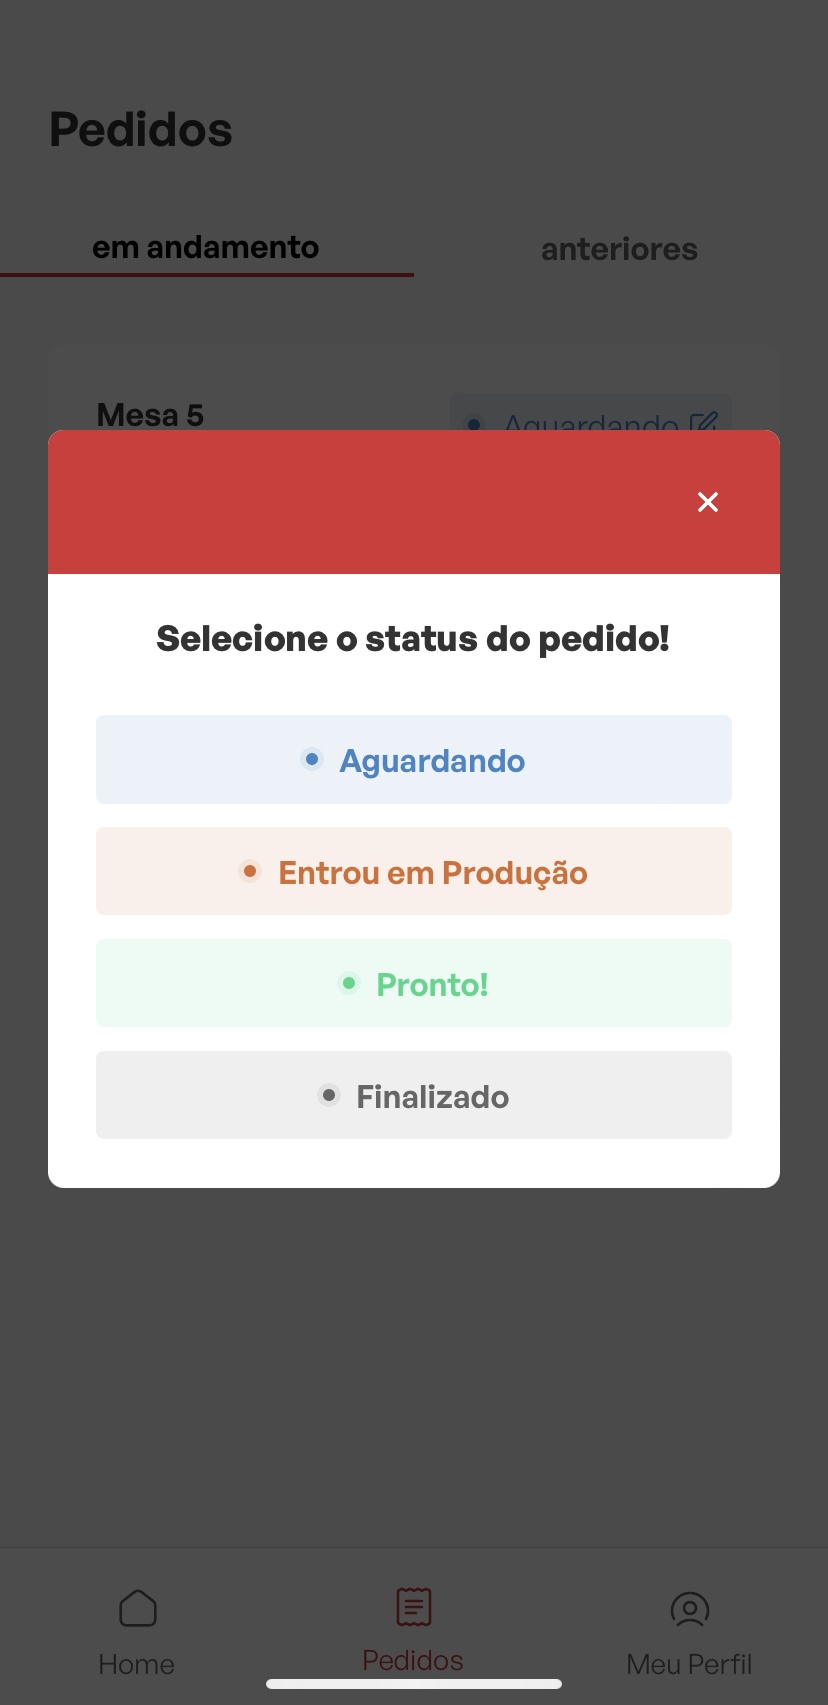 Pedidos
em andamento
anteriores
Mesa 5
Aguardando
Selecione o status do pedido!
Aguardando
Entrou em Produção
Pronto!
Finalizado
Home
Pedidos
Meu Perfil